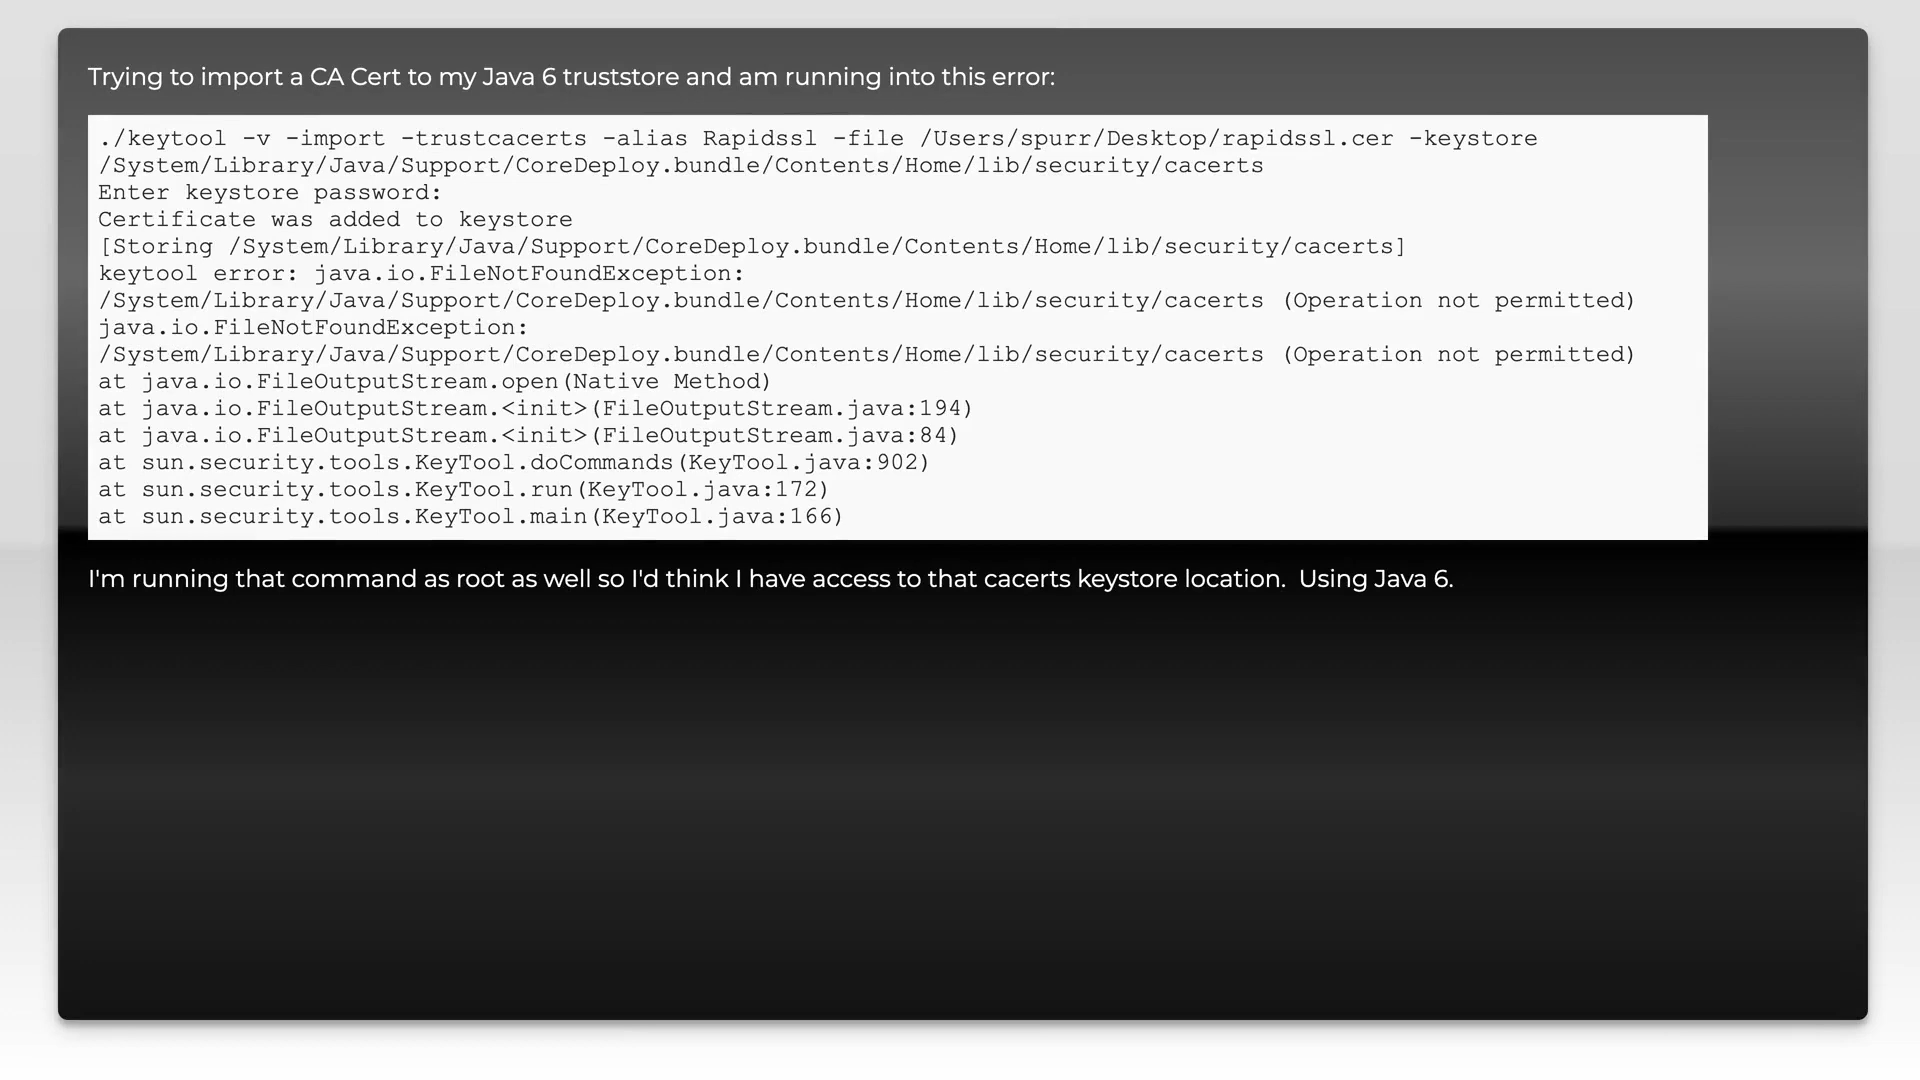 Trying to import a CA Cert to my Java 6 truststore and am running into this error:
./keytool -v -import -trustcacerts -alias Rapidssl -file /Users/spurr/Desktop/rapidssl.cer -keystore
/System/Library/Java/Support/CoreDeploy.bundle/Contents/Home/lib/security/cacerts
Enter keystore password:
Certificate was added to keystore
[Storing /System/Library/Java/Support/CoreDeploy.bundle/Contents/Home/lib/security/cacerts]
keytool error: java.io.FileNotFoundException:
/System/Library/Java/Support/CoreDeploy.bundle/Contents/Home/lib/security/cacerts (Operation not permitted)
java.io.FileNotFoundException:
/System/Library/Java/Support/CoreDeploy.bundle/Contents/Home/lib/security/cacerts (Operation not permitted)
at java.io.FileOutputStream.open(Native Method)
at java.io.FileOutputStream.<init>(FileOutputStream.java:194)
at java.io.FileOutputStream.<init>(FileOutputStream.java:84)
at sun.security.tools.KeyTool.doCommands(KeyTool.java:902)
at sun.security.tools.KeyTool.run(KeyTool.java:172)
at sun.security.tools.KeyTool.main(KeyTool.java:166)
I'm running that command as root as well so I'd think I have access to that cacerts keystore location.  Using Java 6.